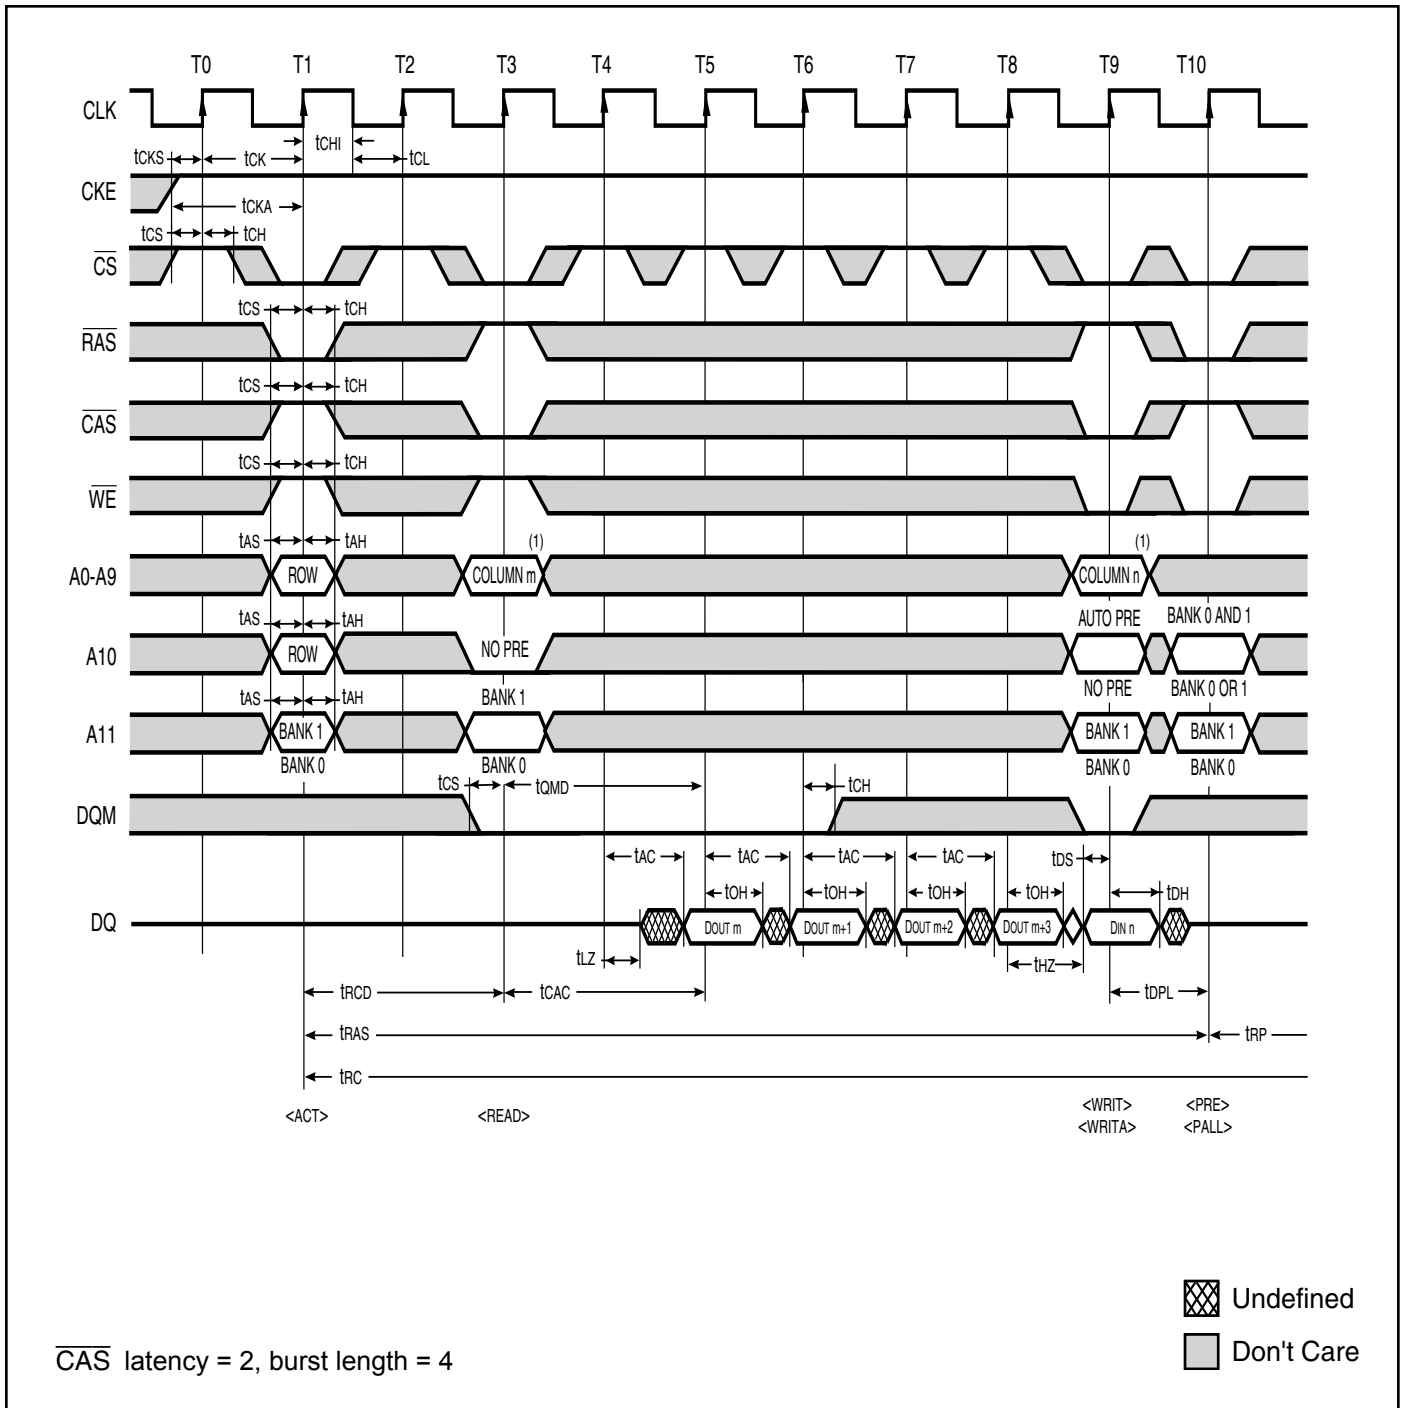 T0 T1 T2 T3 T4 T5 T6 T7 T8 T9 T10
CLK
tCHI
tCKS tCK tCL
CKE
tCKA
tCS tCH
CS
tCS tCH
RAS
tCS tCH
CAS
tCS tCH
WE
tAS tAH (1) (1)
A0-A9 ROW COLUMN m COLUMN n
tAS tAH AUTO PRE BANK 0 AND 1
A10 ROW NO PRE
tAS tAH BANK 1 NO PRE BANK 0 OR 1
A11 BANK 1 BANK 1 BANK 1
BANK 0 BANK 0 BANK 0 BANK 0
tCS tQMD tCH
DQM
tAC tAC tAC tAC tDS
tOH tOH tOH tOH tDH
DQ DOUT m DOUT m+1 DOUT m+2 DOUT m+3 DIN n
tLZ tHZ
tRCD tCAC tDPL
tRAS tRP
tRC
<ACT> <READ> <WRIT> <PRE>
<WRITA> <PALL>
Undefined
Don't Care
CAS latency = 2, burst length = 4